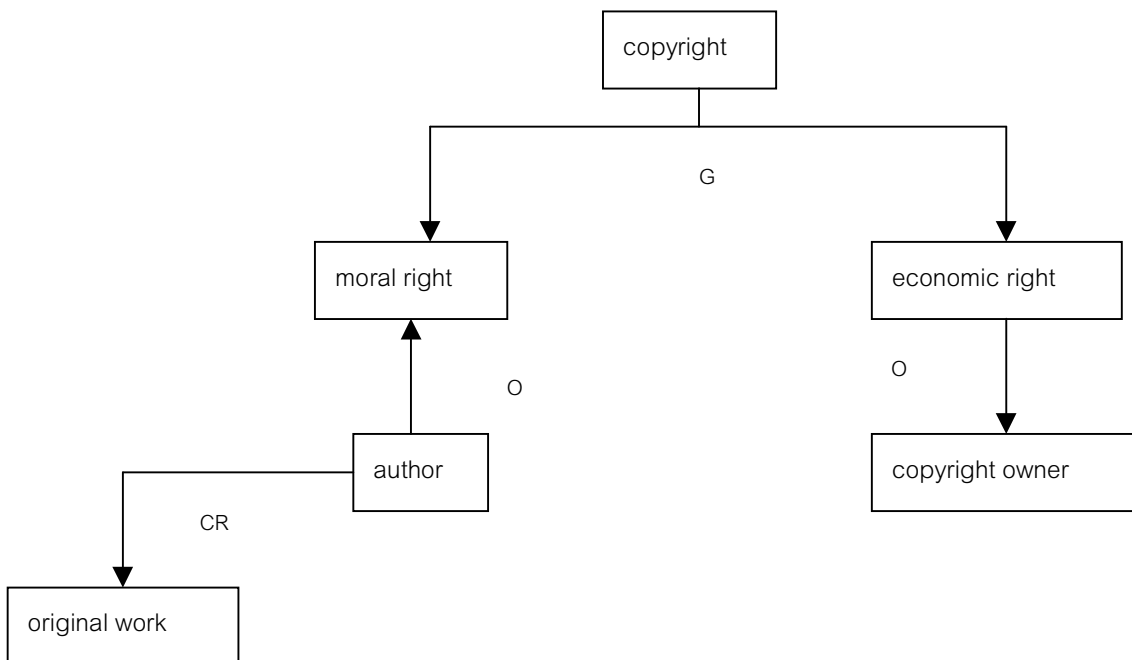 copyright
G
moral right
economic right
O
O
author
copyright owner
CR
original work